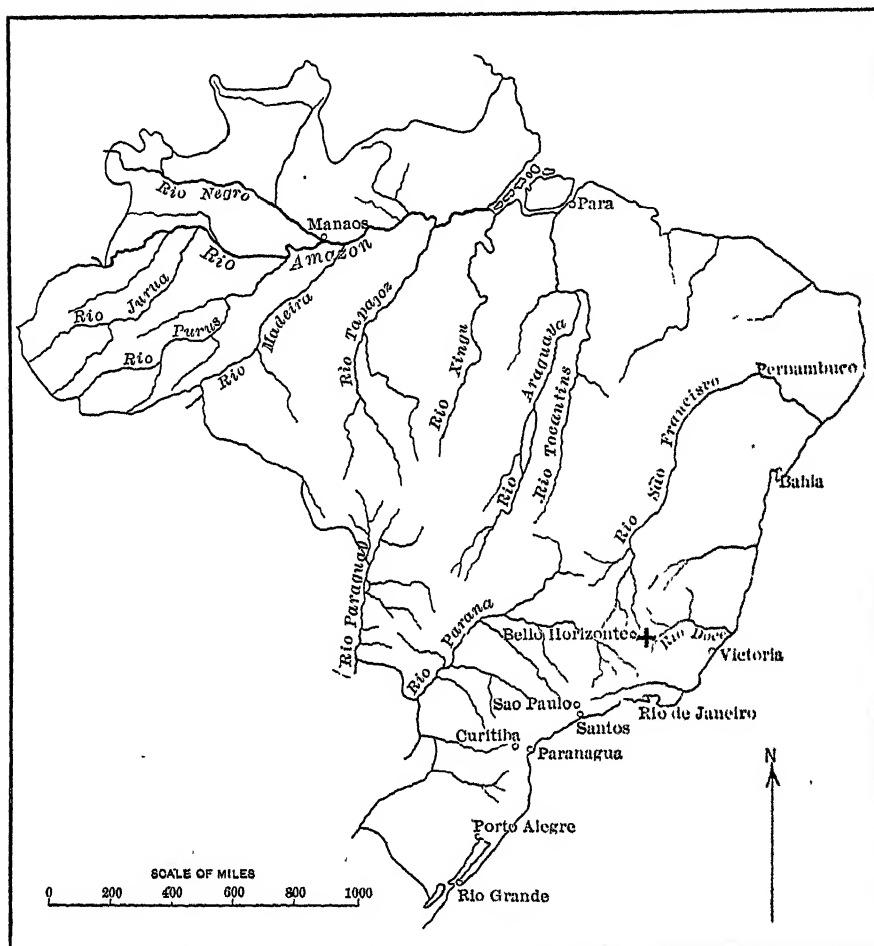 Rio Negro
Manaos
Para
Rio Amazon
Rio Jurua
Rio Purus
Rio Madeira
Rio Tapajoz
Rio Xingu
Rio Araguaya
Rio Tocantins
Pernambuco
Rio São Francisco
Bahia
Rio Paraguay
Rio Parana
Bello Horizonte
Rio Doce
Victoria
Sao Paulo
Santos
Rio de Janeiro
Curitiba
Paranagua
N
Porto Alegre
SCALE OF MILES
0 200 400 600 800 1000
Rio Grande